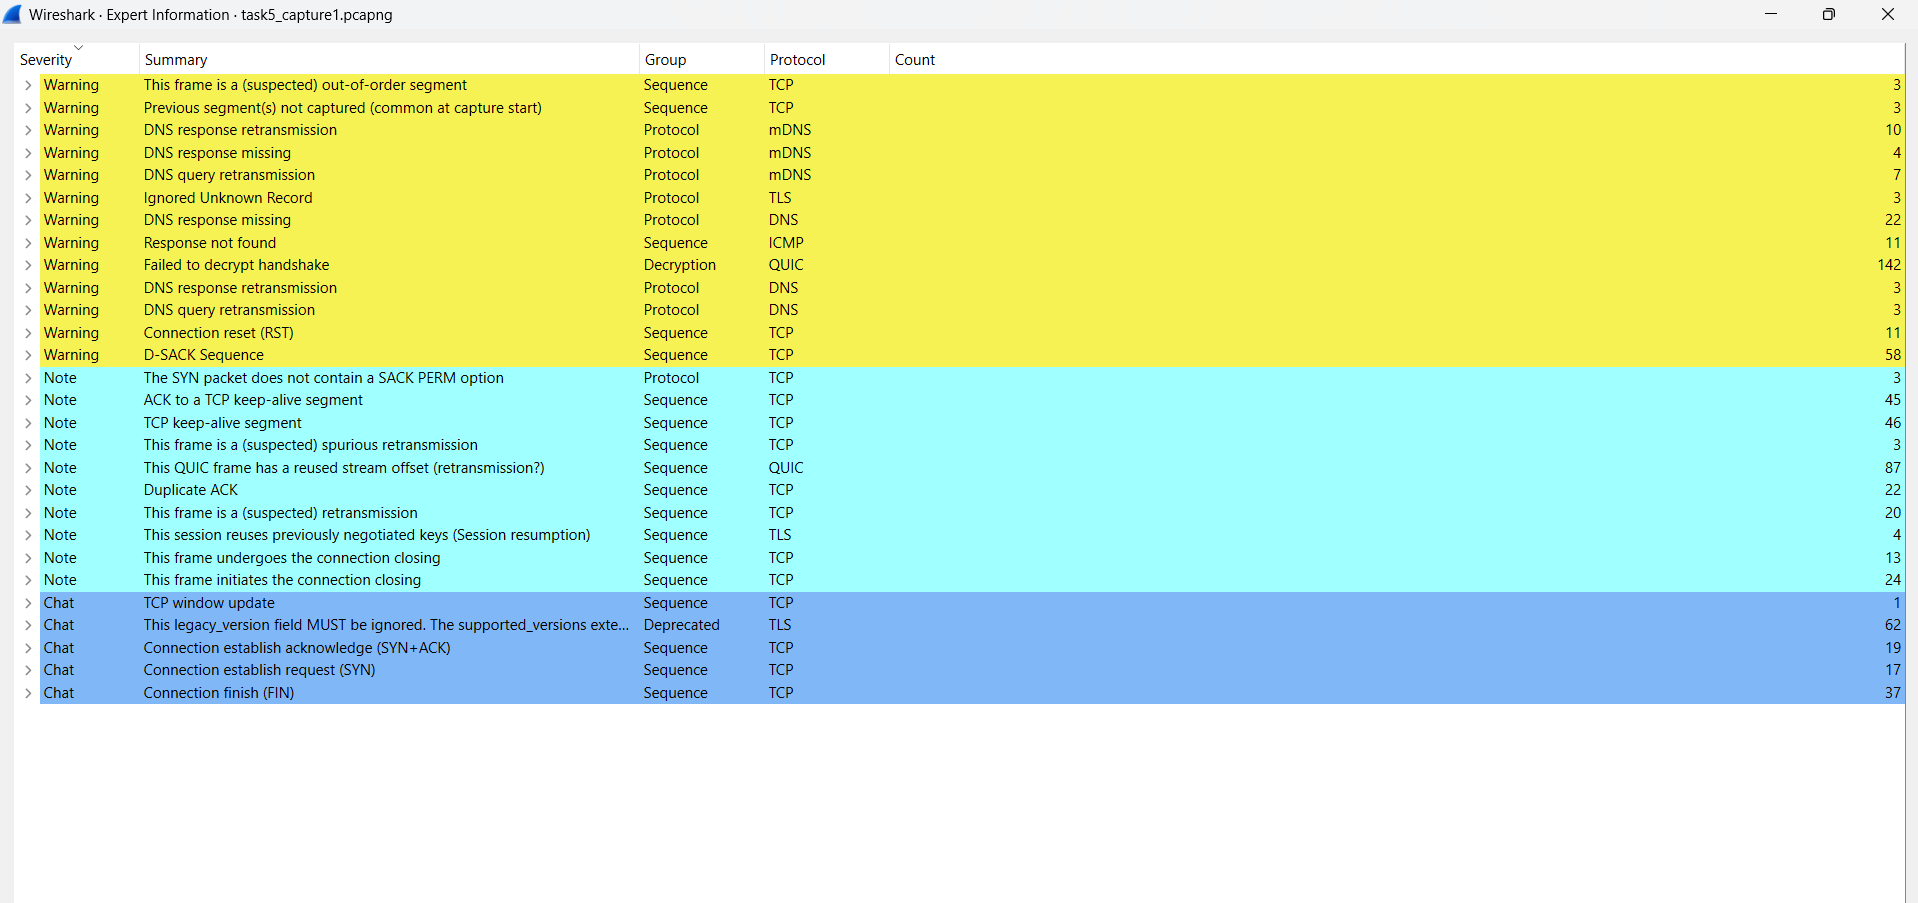 Wireshark · Expert Information · task5_capture1.pcapng
Severity Summary Group Protocol Count
Warning This frame is a (suspected) out-of-order segment Sequence TCP 3
Warning Previous segment(s) not captured (common at capture start) Sequence TCP 3
Warning DNS response retransmission Protocol mDNS 10
Warning DNS response missing Protocol mDNS 4
Warning DNS query retransmission Protocol mDNS 7
Warning Ignored Unknown Record Protocol TLS 3
Warning DNS response missing Protocol DNS 22
Warning Response not found Sequence ICMP 11
Warning Failed to decrypt handshake Decryption QUIC 142
Warning DNS response retransmission Protocol DNS 3
Warning DNS query retransmission Protocol DNS 3
Warning Connection reset (RST) Sequence TCP 11
Warning D-SACK Sequence Sequence TCP 58
Note The SYN packet does not contain a SACK PERM option Protocol TCP 3
Note ACK to a TCP keep-alive segment Sequence TCP 45
Note TCP keep-alive segment Sequence TCP 46
Note This frame is a (suspected) spurious retransmission Sequence TCP 3
Note This QUIC frame has a reused stream offset (retransmission?) Sequence QUIC 87
Note Duplicate ACK Sequence TCP 22
Note This frame is a (suspected) retransmission Sequence TCP 20
Note This session reuses previously negotiated keys (Session resumption) Sequence TLS 4
Note This frame undergoes the connection closing Sequence TCP 13
Note This frame initiates the connection closing Sequence TCP 24
Chat TCP window update Sequence TCP 1
Chat This legacy_version field MUST be ignored. The supported_versions exte... Deprecated TLS 62
Chat Connection establish acknowledge (SYN+ACK) Sequence TCP 19
Chat Connection establish request (SYN) Sequence TCP 17
Chat Connection finish (FIN) Sequence TCP 37